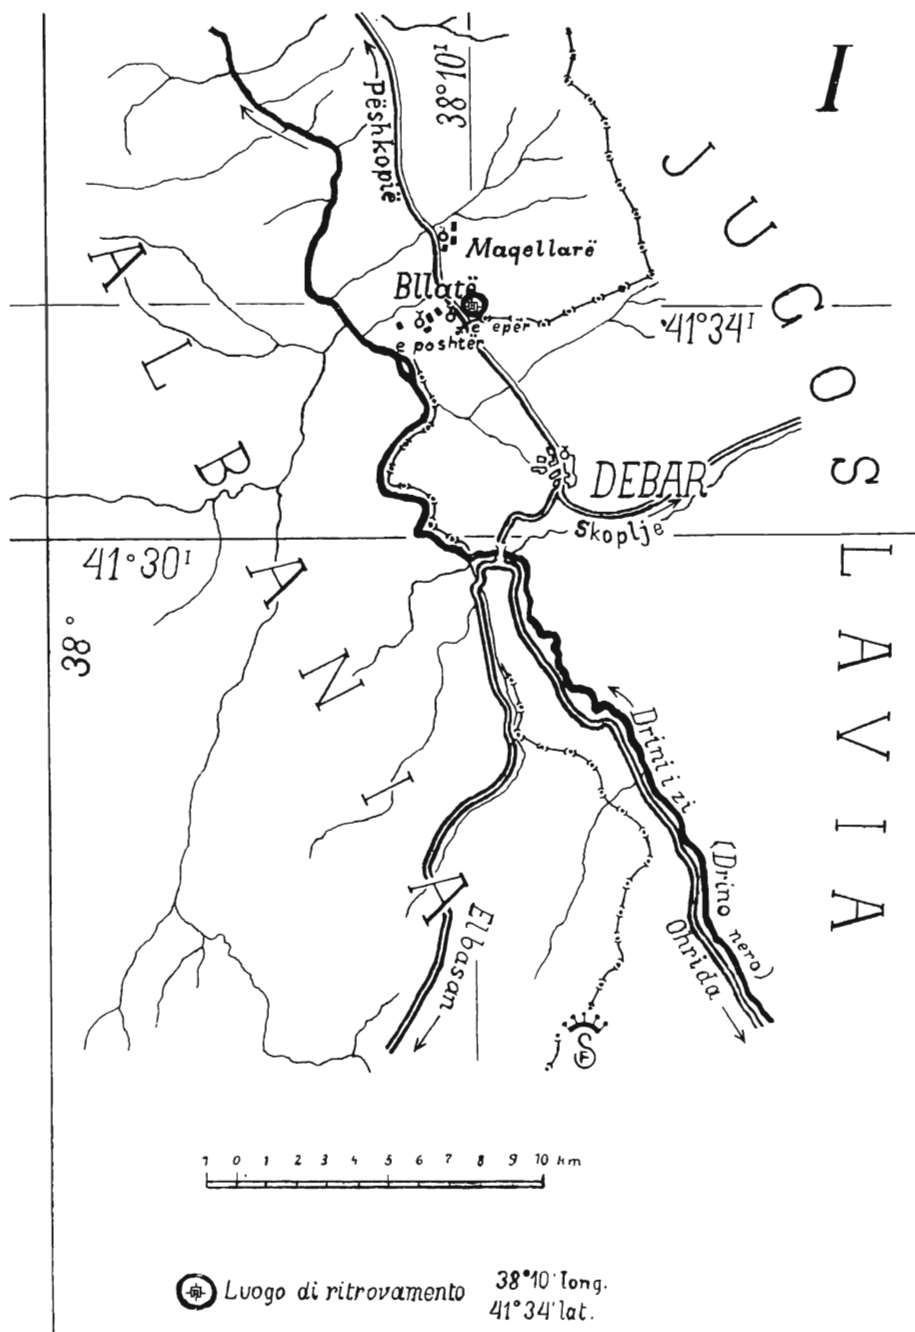 I
JUGOSLAVIA
ALBANIA
38°10'
Pëshkopië
Maqellarë
Bllatë
e epër
e poshtër
41°34'
DEBAR
Skoplje
41°30'
38°
Driniizi
(Drino nero)
Ohrida
Elbasan
1 0 1 2 3 4 5 6 7 8 9 10 km
Luogo di ritrovamento 38°10' long.
41°34' lat.